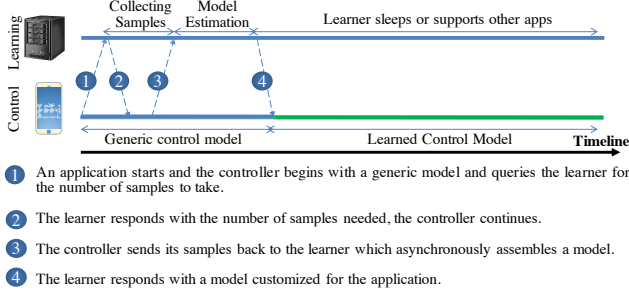 Collecting
Samples
Model
Estimation
Learner sleeps or supports other apps
Learning
1
2
3
4
Control
Generic control model
Learned Control Model
Timeline
1 An application starts and the controller begins with a generic model and queries the learner for
the number of samples to take.
2 The learner responds with the number of samples needed, the controller continues.
3 The controller sends its samples back to the learner which asynchronously assembles a model.
4 The learner responds with a model customized for the application.